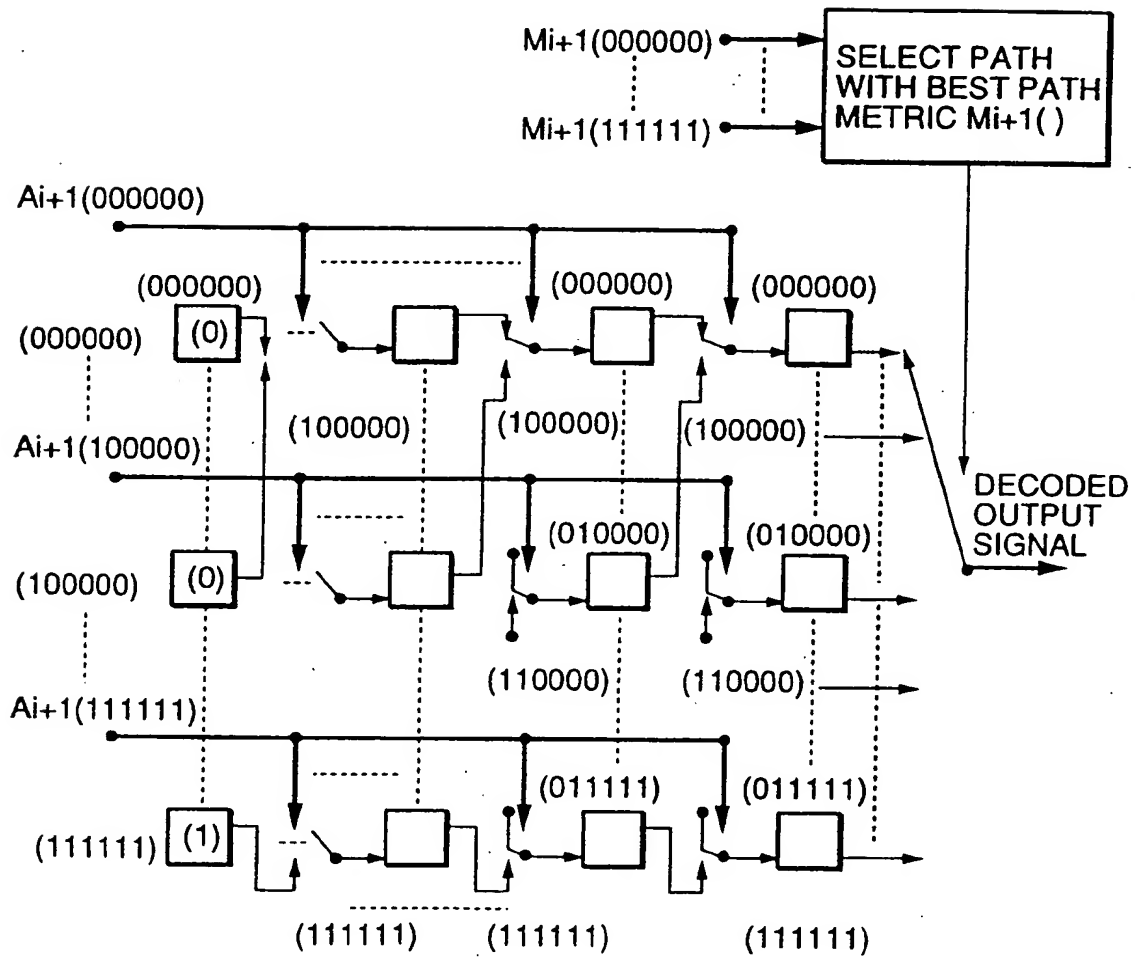 Mi+1(000000)
Mi+1(111111)
SELECT PATH
WITH BEST PATH
METRIC Mi+1( )
Ai+1(000000)
(000000)
(000000)
(000000)
(000000)
(0)
(100000)
(100000)
(100000)
Ai+1(100000)
DECODED
OUTPUT
SIGNAL
(010000)
(010000)
(100000)
(0)
(110000)
(110000)
Ai+1(111111)
(011111)
(011111)
(111111)
(1)
(111111)
(111111)
(111111)